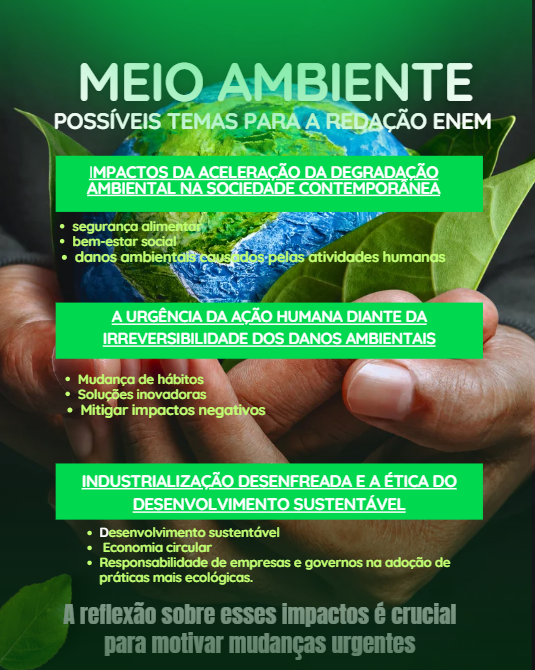 MEIO AMBIENTE
POSSÍVEIS TEMAS PARA A REDAÇÃO ENEM
IMPACTOS DA ACELERAÇÃO DA DEGRADAÇÃO
AMBIENTAL NA SOCIEDADE CONTEMPORÂNEA
• segurança alimentar
• bem-estar social
• danos ambientais causados pelas atividades humanas
A URGÊNCIA DA AÇÃO HUMANA DIANTE DA
IRREVERSIBILIDADE DOS DANOS AMBIENTAIS
• Mudança de hábitos
• Soluções inovadoras
• Mitigar impactos negativos
INDUSTRIALIZAÇÃO DESENFREADA E A ÉTICA DO
DESENVOLVIMENTO SUSTENTÁVEL
• Desenvolvimento sustentável
• Economia circular
• Responsabilidade de empresas e governos na adoção de
práticas mais ecológicas.
A reflexão sobre esses impactos é crucial
para motivar mudanças urgentes